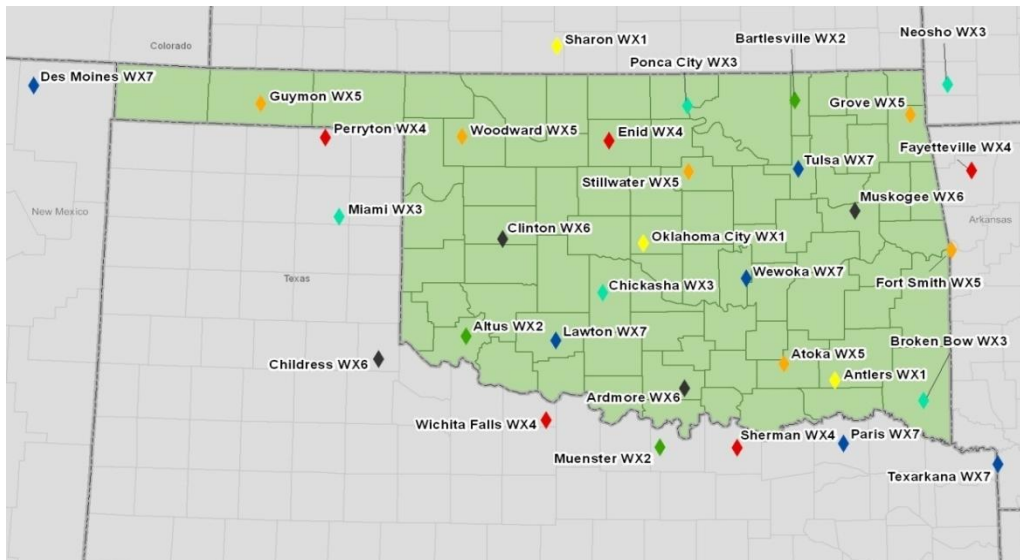 Colorado
Sharon WX1
Bartlesville WX2
Neosho WX3
Ponca City WX3
Des Moines WX7
Guymon WX5
Grove WX5
Perryton WX4
Woodward WX5
Enid WX4
Fayetteville WX4
Tulsa WX7
Stillwater WX5
Muskogee WX6
New Mexico
Miami WX3
Arkansas
Clinton WX6
Oklahoma City WX1
Texas
Wewoka WX7
Fort Smith WX5
Chickasha WX3
Altus WX2
Lawton WX7
Broken Bow WX3
Childress WX6
Atoka WX5
Antlers WX1
Ardmore WX6
Wichita Falls WX4
Sherman WX4
Paris WX7
Muenster WX2
Texarkana WX7